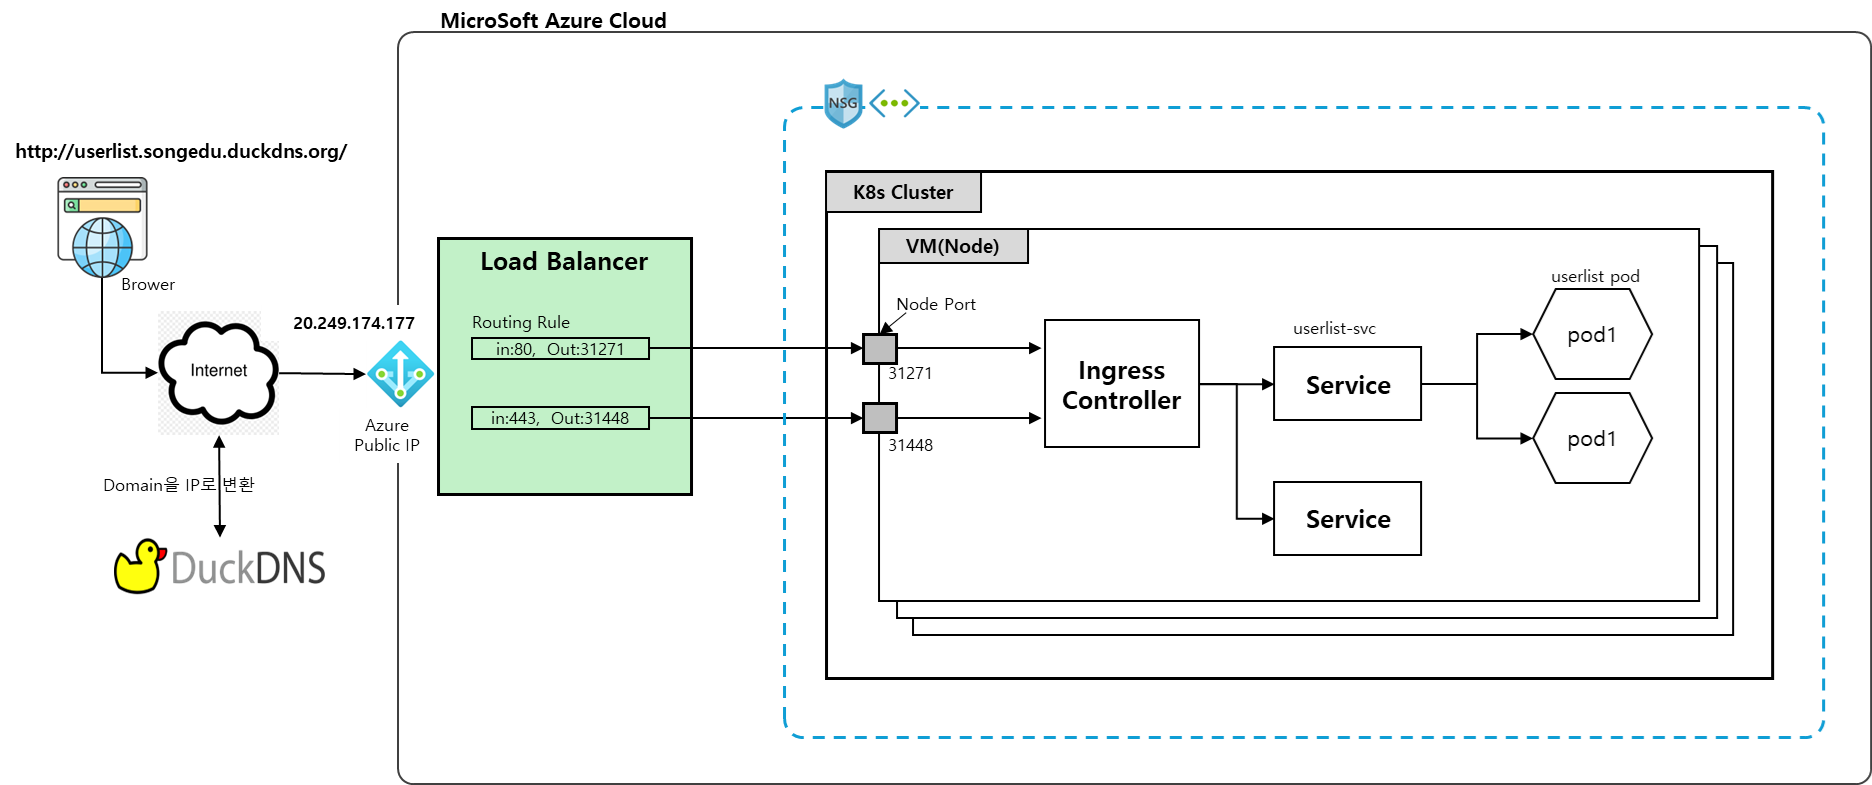 MicroSoft Azure Cloud
NSG
http://userlist.songedu.duckdns.org/
Brower
Internet
20.249.174.177
Azure
Public IP
Domain을 IP로 변환
DuckDNS
Load Balancer
Routing Rule
in:80, Out:31271
in:443, Out:31448
K8s Cluster
VM(Node)
Node Port
31271
31448
Ingress
Controller
userlist-svc
Service
Service
userlist pod
pod1
pod1